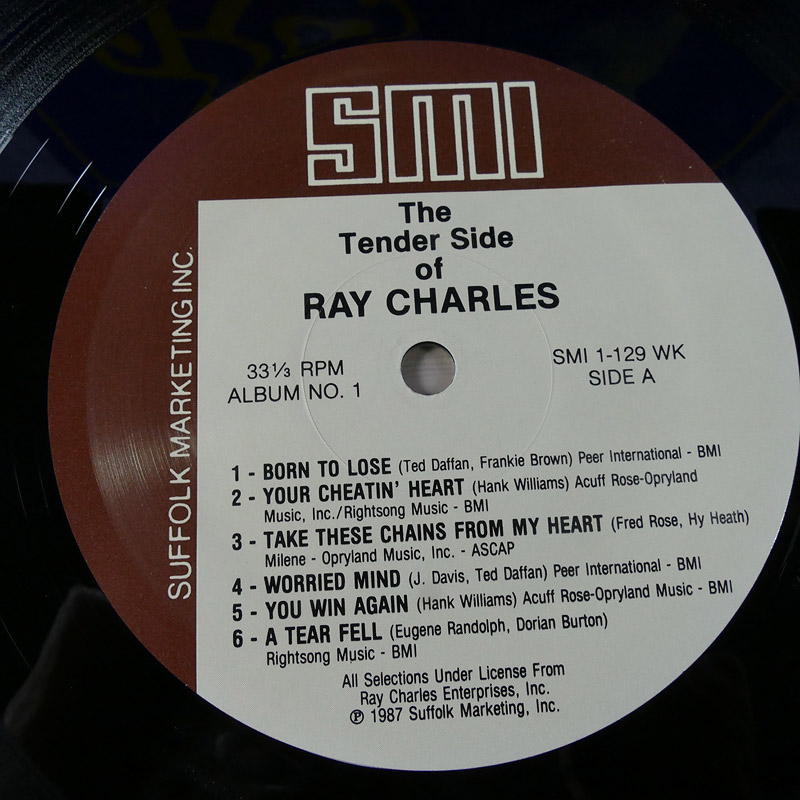 SMI
SUFFOLK MARKETING INC.
The
Tender Side
of
RAY CHARLES
33⅓ RPM
ALBUM NO. 1
SMI 1-129 WK
SIDE A
1 - BORN TO LOSE (Ted Daffan, Frankie Brown) Peer International - BMI
2 - YOUR CHEATIN' HEART (Hank Williams) Acuff Rose-Opryland
Music, Inc./Rightsong Music - BMI
3 - TAKE THESE CHAINS FROM MY HEART (Fred Rose, Hy Heath)
Milene - Opryland Music, Inc. - ASCAP
4 - WORRIED MIND (J. Davis, Ted Daffan) Peer International - BMI
5 - YOU WIN AGAIN (Hank Williams) Acuff Rose-Opryland Music - BMI
6 - A TEAR FELL (Eugene Randolph, Dorian Burton)
Rightsong Music - BMI
All Selections Under License From
Ray Charles Enterprises, Inc.
℗ 1987 Suffolk Marketing, Inc.